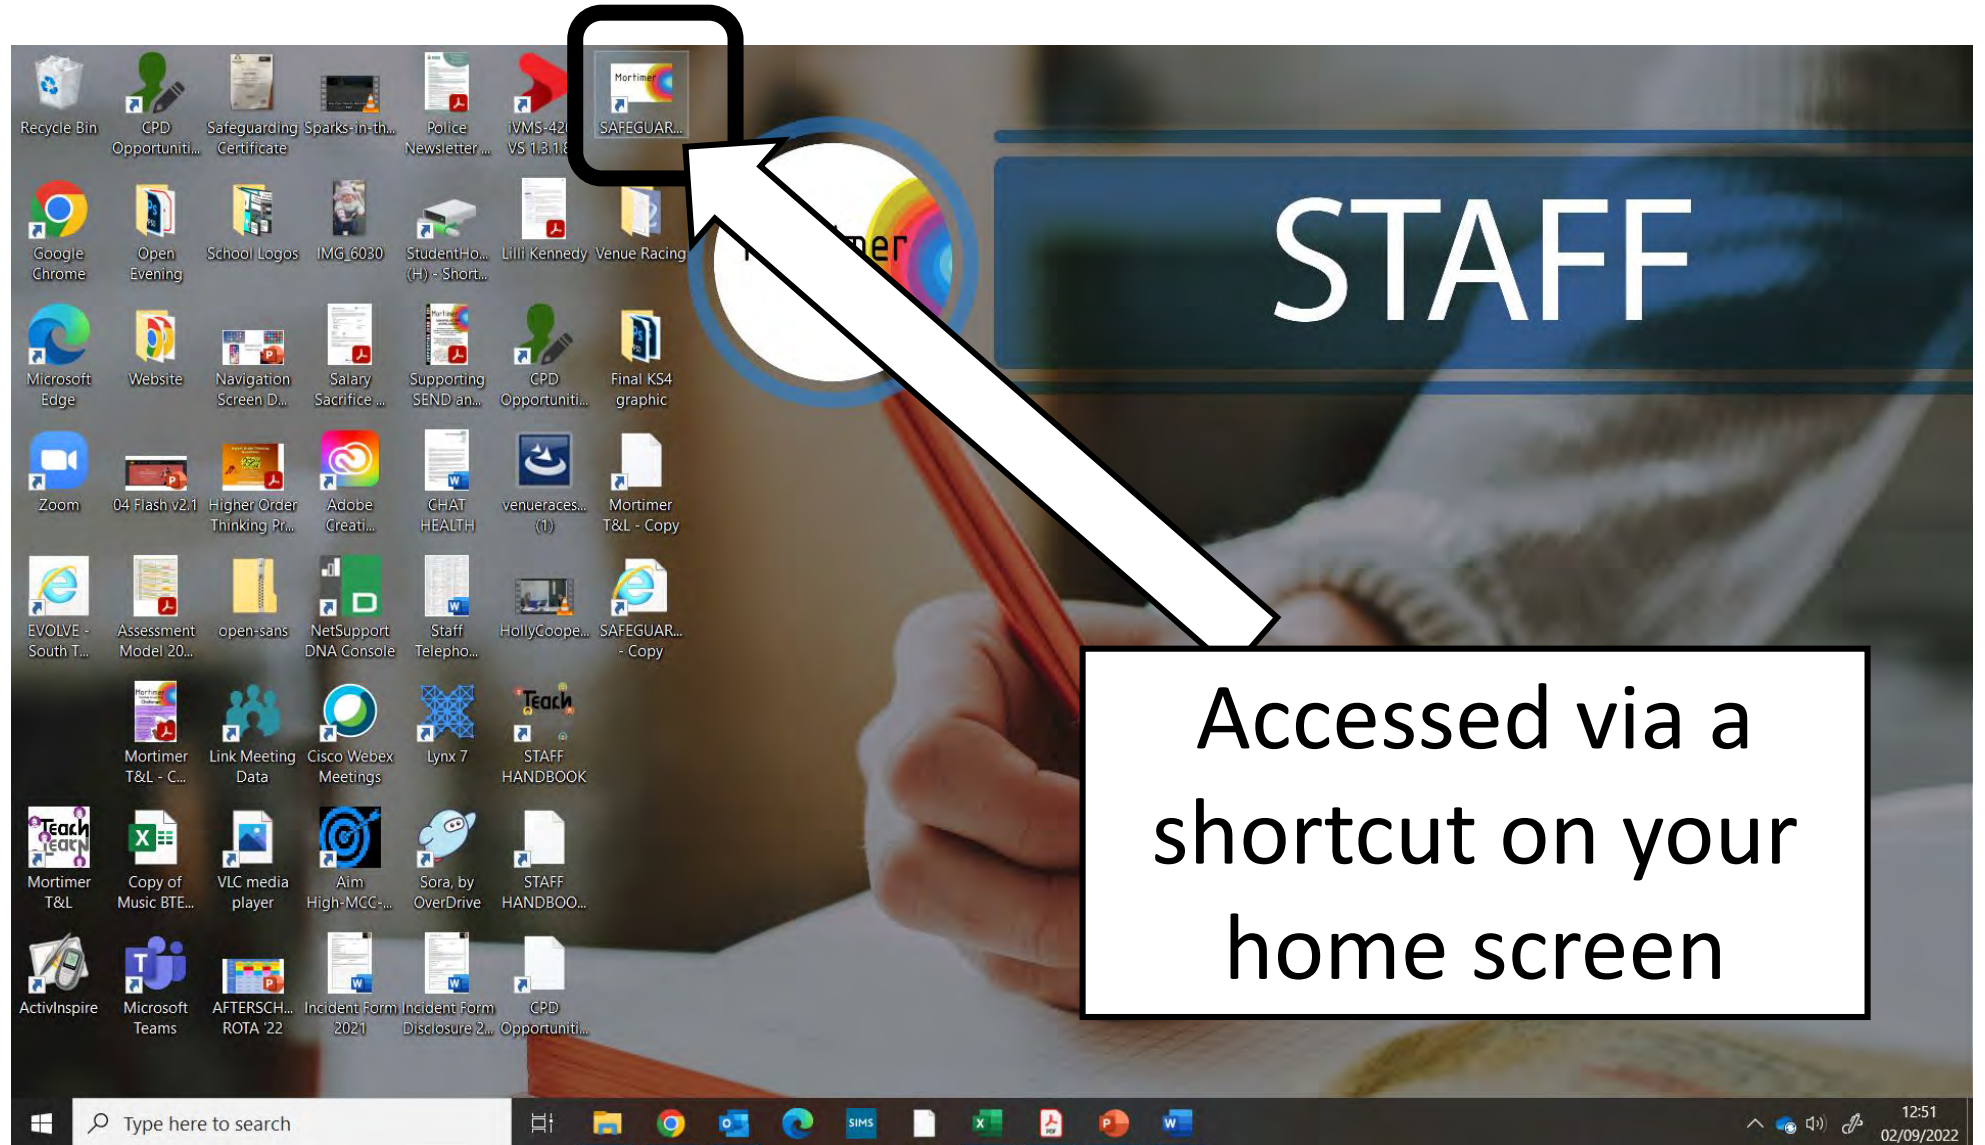 Mortimer
Recycle Bin
CPD
Opportuniti...
Safeguarding
Certificate
Sparks-in-th...
Police
Newsletter ...
iVMS-42
VS 1.3.1.8
SAFEGUAR...
Google
Chrome
Open
Evening
School Logos
IMG_6030
StudentHo...
(H) - Short...
Lilli Kennedy
Venue Racing
er
STAFF
Microsoft
Edge
Website
Navigation
Screen D...
Salary
Sacrifice ...
Supporting
SEND an...
CPD
Opportuniti...
Final KS4
graphic
Zoom
04 Flash v2.1
Higher Order
Thinking Pr...
Adobe
Creati...
CHAT
HEALTH
venueraces...
(1)
Mortimer
T&L - Copy
EVOLVE -
South T...
Assessment
Model 20...
open-sans
NetSupport
DNA Console
Staff
Telepho...
HollyCoope...
SAFEGUAR...
- Copy
Mortimer
T&L - C...
Link Meeting
Data
Cisco Webex
Meetings
Lynx 7
Teach
STAFF
HANDBOOK
Teach
Learn
Mortimer
T&L
Copy of
Music BTE...
VLC media
player
Aim
High-MCC-...
Sora, by
OverDrive
STAFF
HANDBOO...
ActivInspire
Microsoft
Teams
AFTERSCH...
ROTA '22
Incident Form
2021
Incident Form
Disclosure 2...
CPD
Opportuniti...
Accessed via a
shortcut on your
home screen
Type here to search
SIMS
12:51
02/09/2022